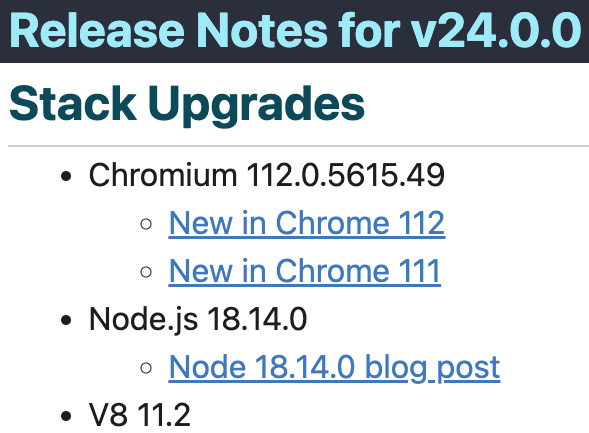 Release Notes for v24.0.0
Stack Upgrades
Chromium 112.0.5615.49
New in Chrome 112
New in Chrome 111
Node.js 18.14.0
Node 18.14.0 blog post
V8 11.2